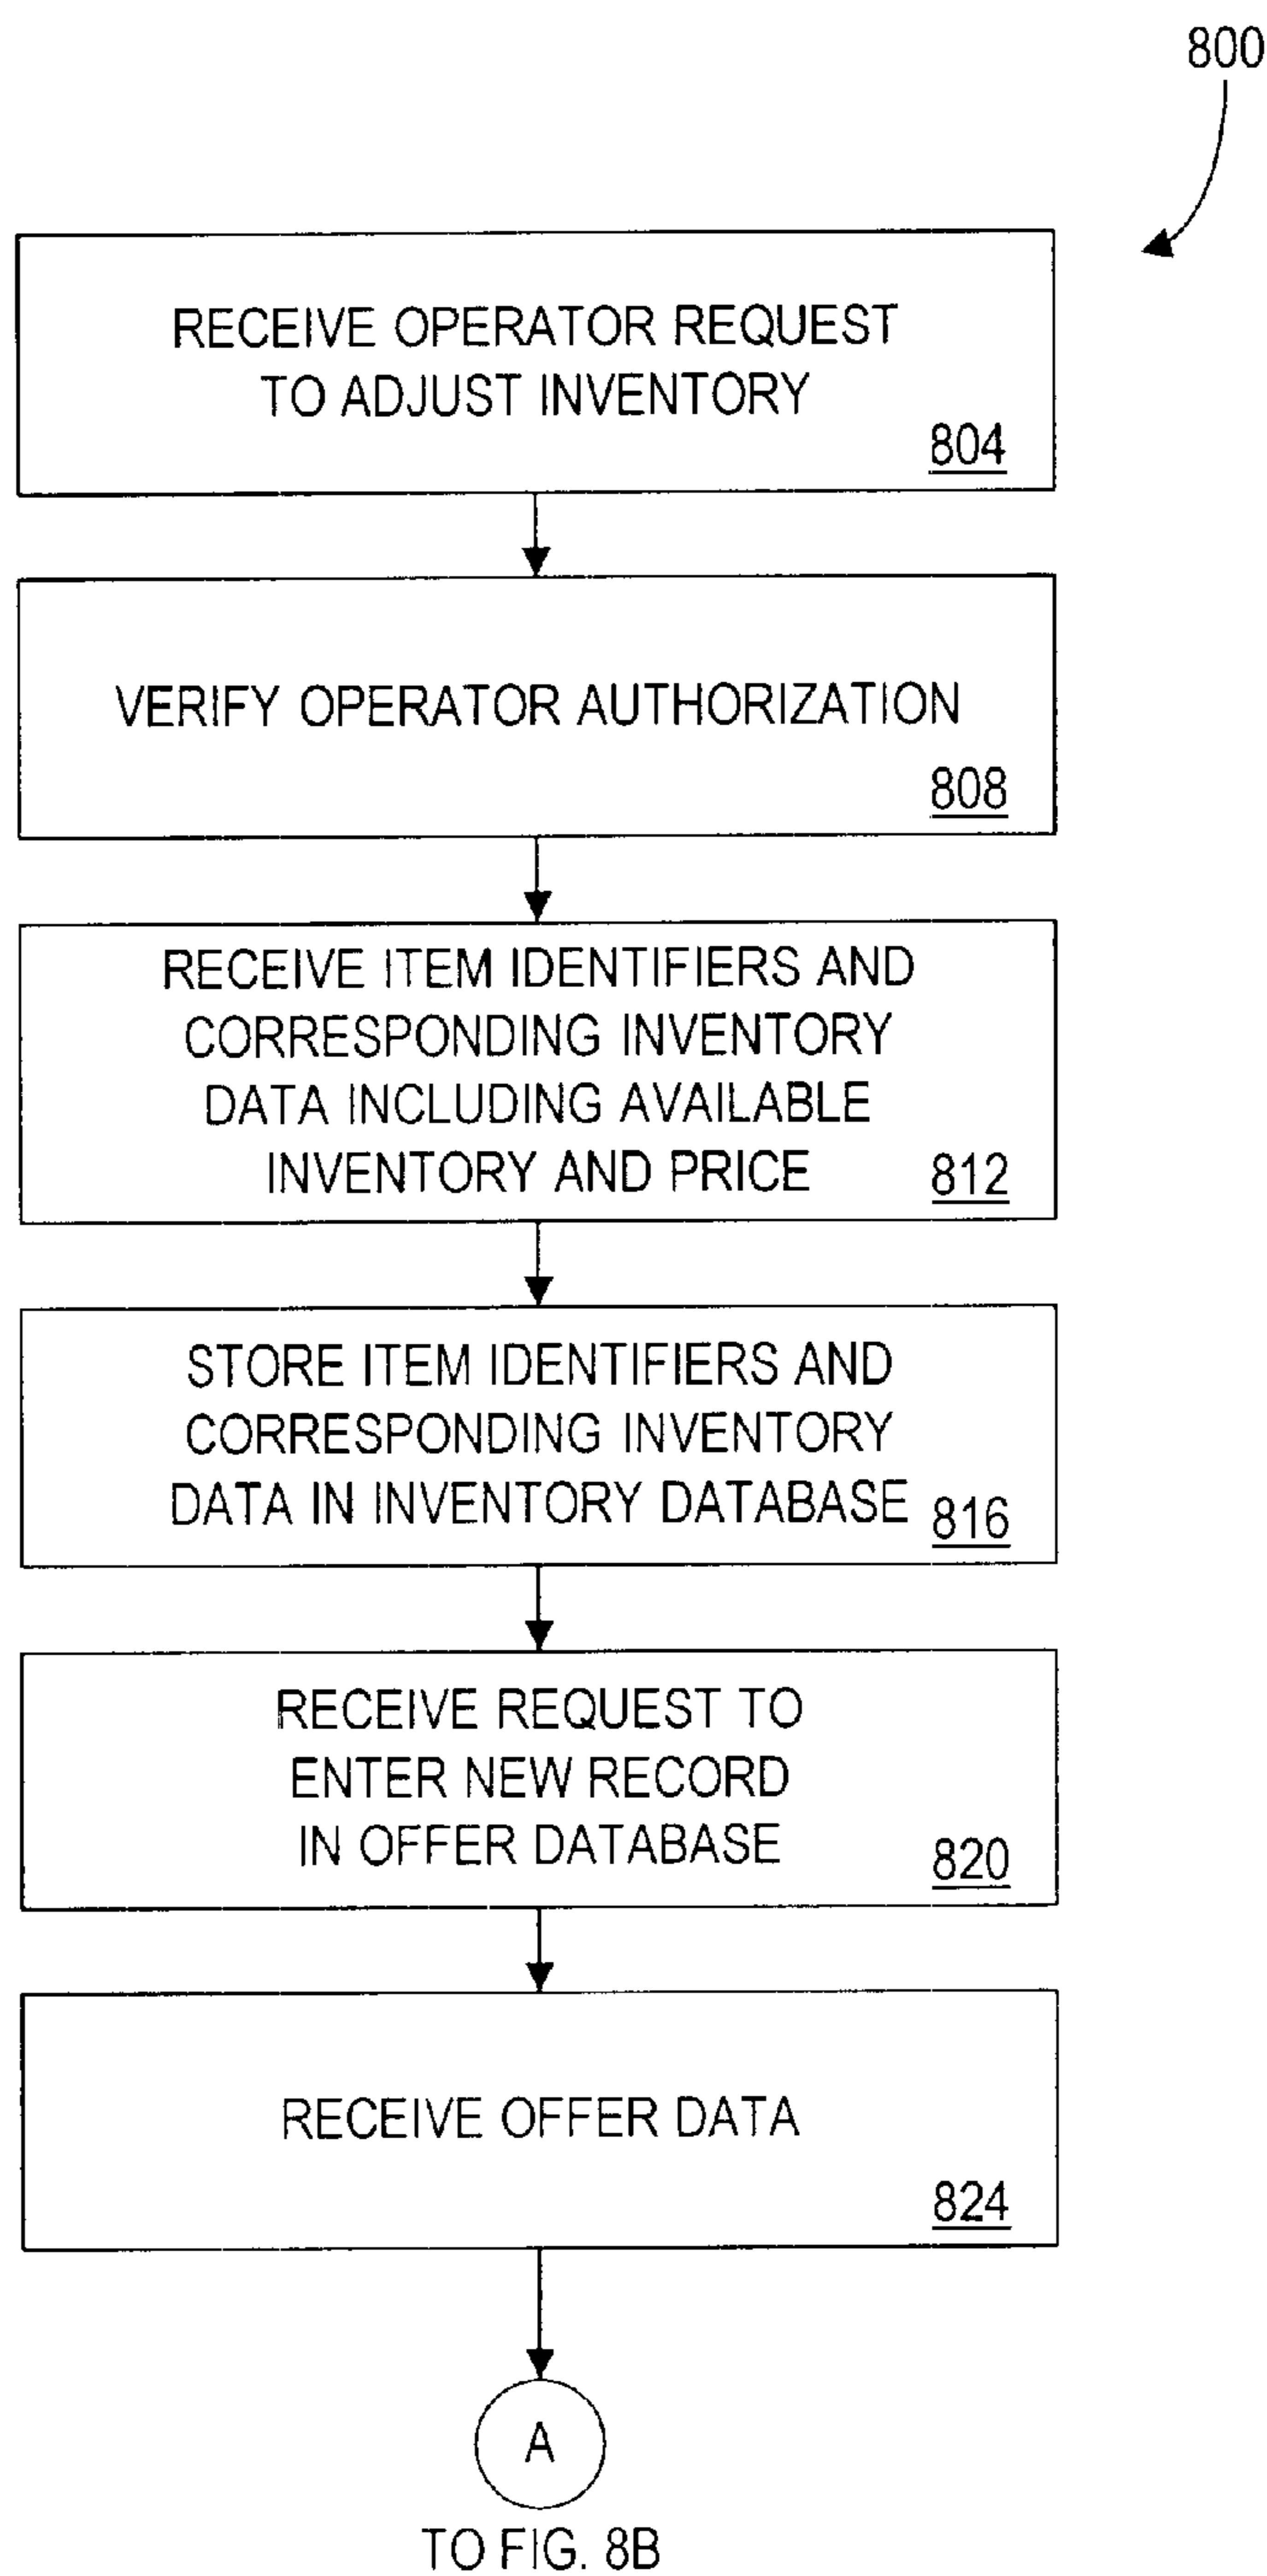 800
RECEIVE OPERATOR REQUEST
TO ADJUST INVENTORY
804
VERIFY OPERATOR AUTHORIZATION
808
RECEIVE ITEM IDENTIFIERS AND
CORRESPONDING INVENTORY
DATA INCLUDING AVAILABLE
INVENTORY AND PRICE
812
STORE ITEM IDENTIFIERS AND
CORRESPONDING INVENTORY
DATA IN INVENTORY DATABASE
816
RECEIVE REQUEST TO
ENTER NEW RECORD
IN OFFER DATABASE
820
RECEIVE OFFER DATA
824
A
TO FIG. 8B